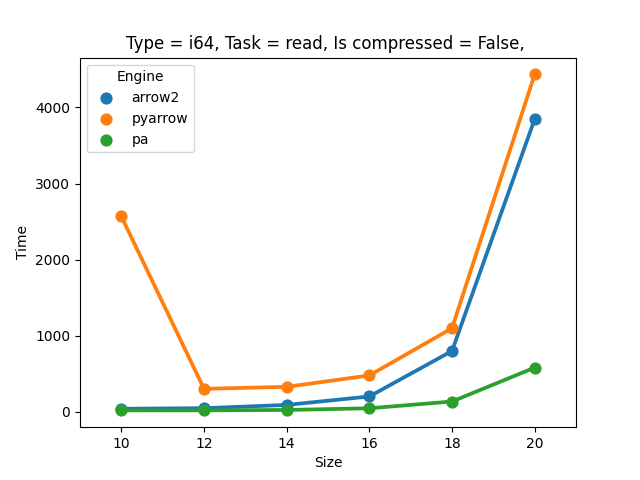 Type = i64, Task = read, Is compressed = False,
Engine
arrow2
pyarrow
pa
4000
3000
2000
1000
0
Time
10 12 14 16 18 20
Size